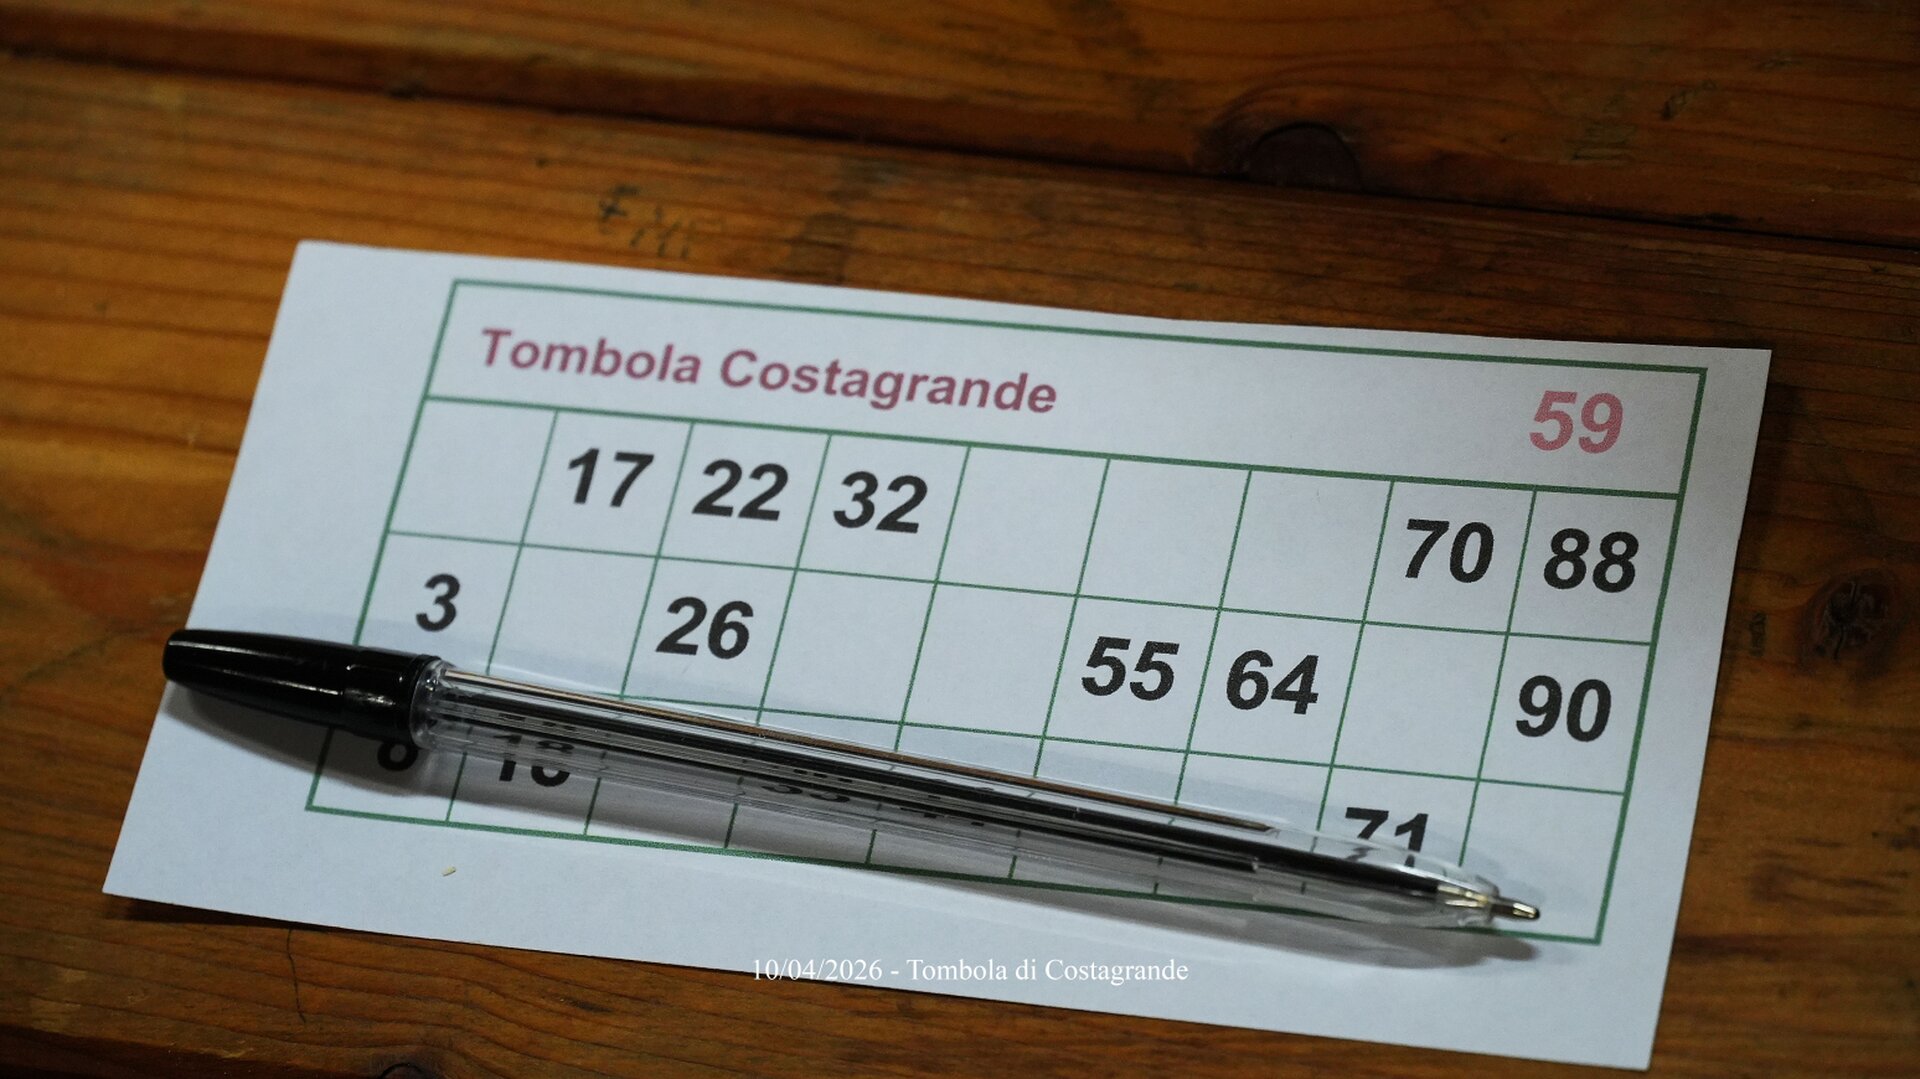 Tombola Costagrande 59
17 22 32 70 88
3 26 55 64 90
18 71
10/04/2026 - Tombola di Costagrande